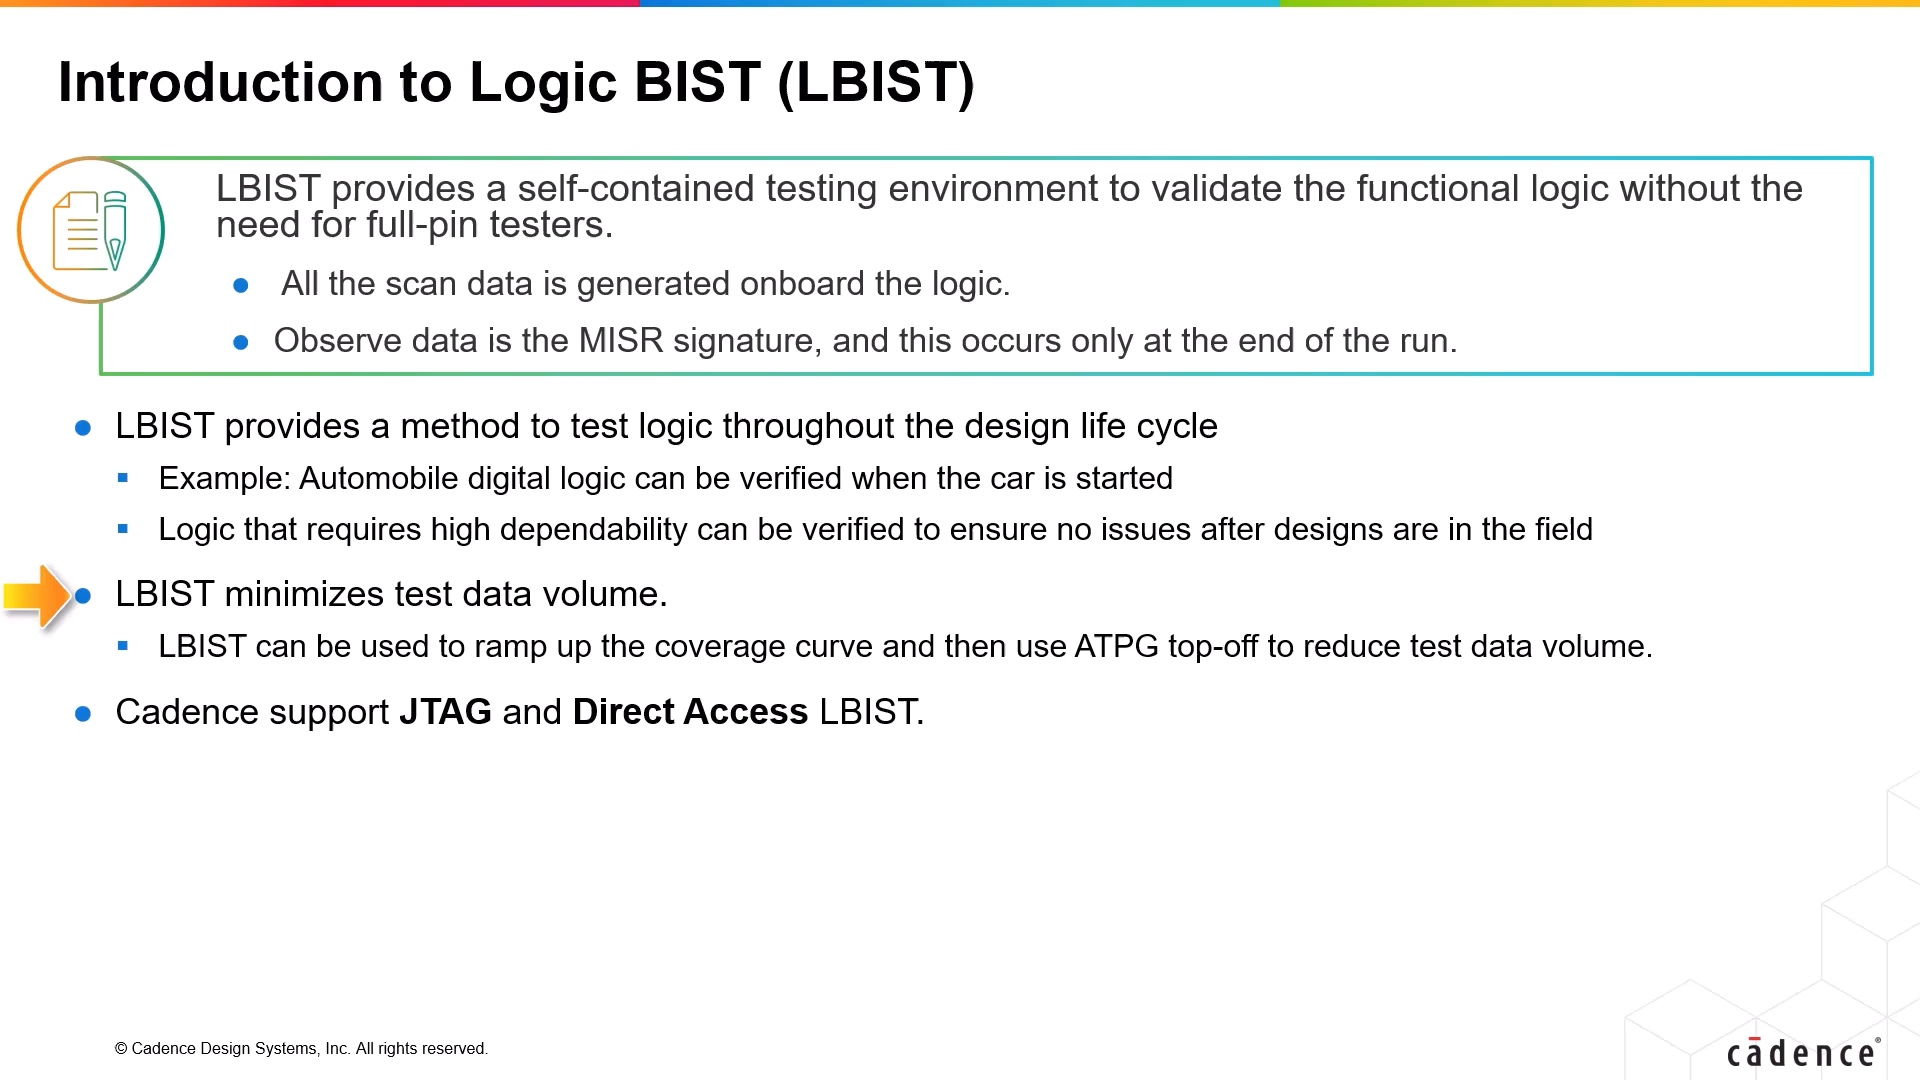 Introduction to Logic BIST (LBIST)
LBIST provides a self-contained testing environment to validate the functional logic without the
need for full-pin testers.
● All the scan data is generated onboard the logic.
● Observe data is the MISR signature, and this occurs only at the end of the run.
● LBIST provides a method to test logic throughout the design life cycle
▪ Example: Automobile digital logic can be verified when the car is started
▪ Logic that requires high dependability can be verified to ensure no issues after designs are in the field
● LBIST minimizes test data volume.
▪ LBIST can be used to ramp up the coverage curve and then use ATPG top-off to reduce test data volume.
● Cadence support JTAG and Direct Access LBIST.
© Cadence Design Systems, Inc. All rights reserved.
cādence®